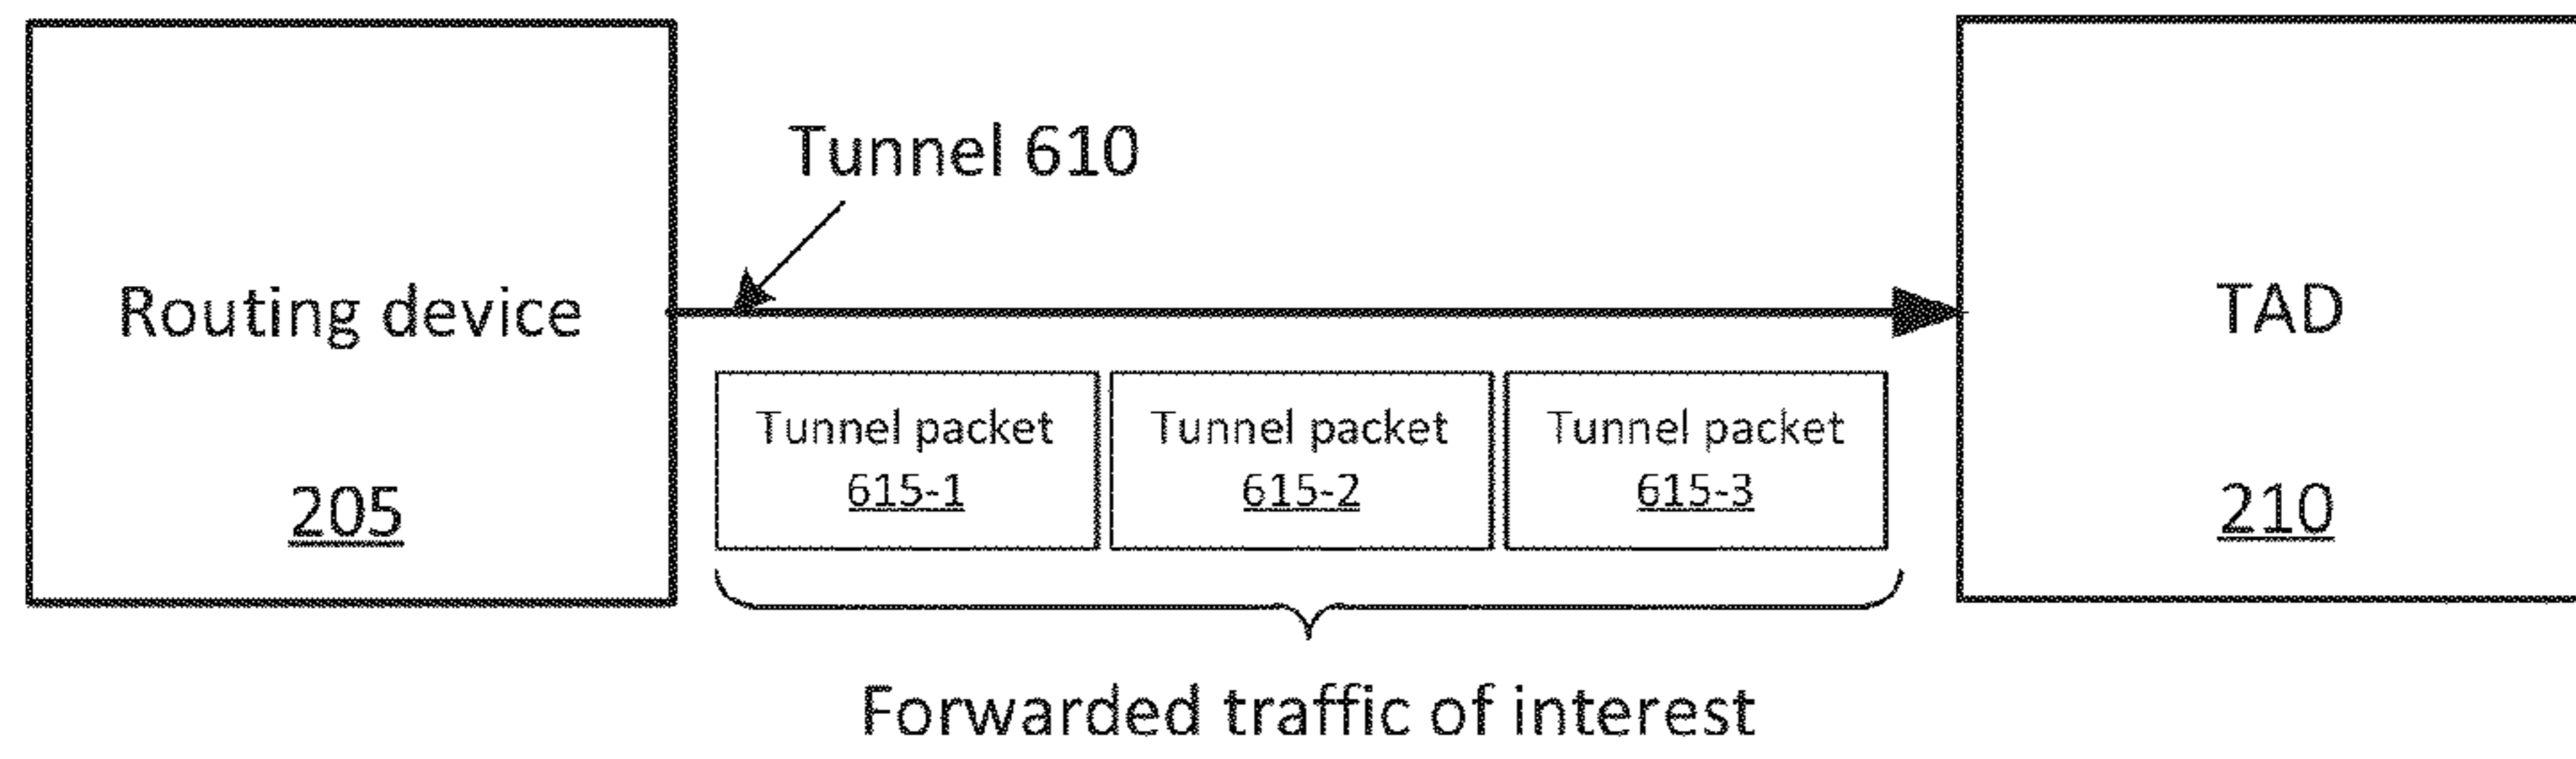 Tunnel 610
Routing device
205
TAD
210
Tunnel packet
615-1
Tunnel packet
615-2
Tunnel packet
615-3
Forwarded traffic of interest